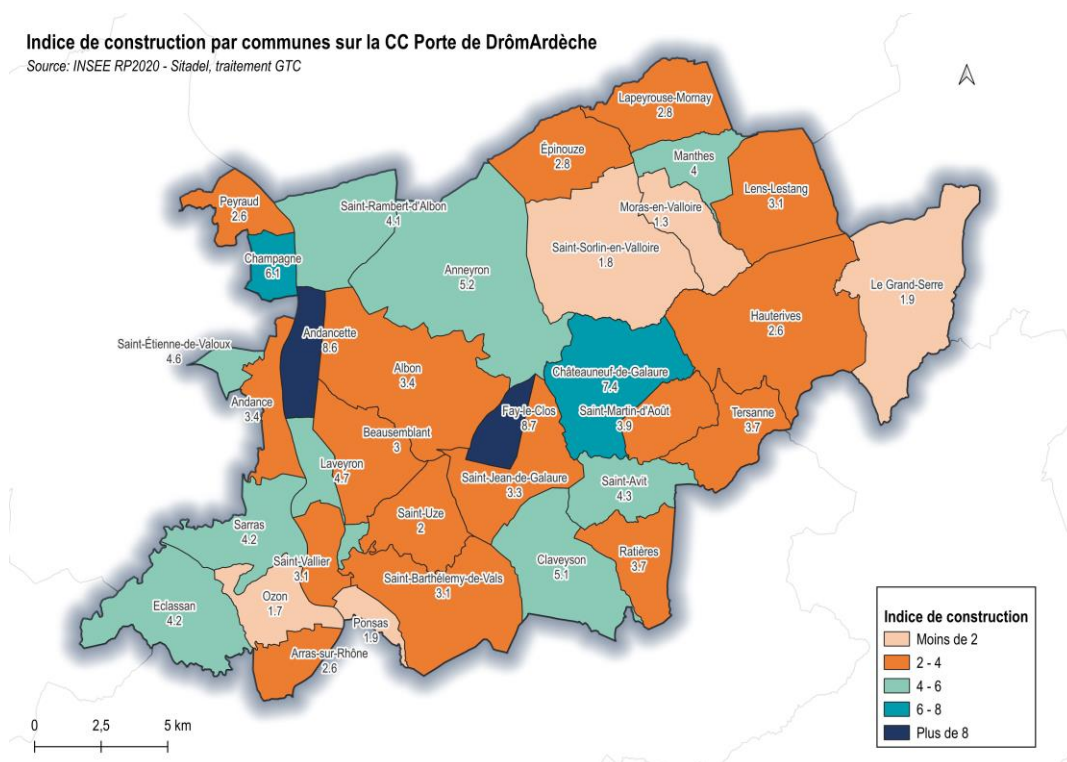 Indice de construction par communes sur la CC Porte de DrômArdèche
Source: INSEE RP2020 - Sitadel, traitement GTC
Lapeyrouse-Mornay
2.8
Épinouze
2.8
Manthes
4
Lens-Lestang
3.1
Peyraud
2.6
Saint-Rambert-d'Albon
4.1
Moras-en-Valloire
1.3
Saint-Sorlin-en-Valloire
1.8
Champagne
6.1
Anneyron
5.2
Le Grand-Serre
1.9
Hauterives
2.6
Andancette
8.6
Saint-Étienne-de-Valoux
4.6
Albon
3.4
Châteauneuf-de-Galaure
7.4
Andance
3.4
Fay-le-Clos
8.7
Saint-Martin-d'Août
3.9
Tersanne
3.7
Beausemblant
3
Laveyron
4.7
Saint-Jean-de-Galaure
3.3
Saint-Avit
4.3
Saint-Uze
2
Sarras
4.2
Claveyson
5.1
Ratières
3.7
Saint-Vallier
3.1
Saint-Barthélemy-de-Vals
3.1
Ozon
1.7
Eclassan
4.2
Ponsas
1.9
Arras-sur-Rhône
2.6
Indice de construction
Moins de 2
2 - 4
4 - 6
6 - 8
Plus de 8
0 2,5 5 km